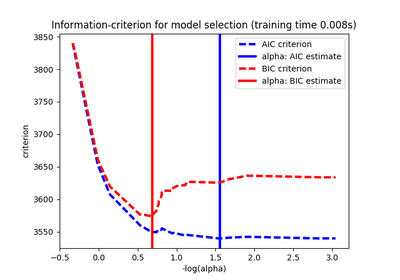 Information-criterion for model selection (training time 0.008s)
3850
3800
3750
3700
3650
3600
3550
criterion
AIC criterion
alpha: AIC estimate
BIC criterion
alpha: BIC estimate
−0.5 0.0 0.5 1.0 1.5 2.0 2.5 3.0
-log(alpha)